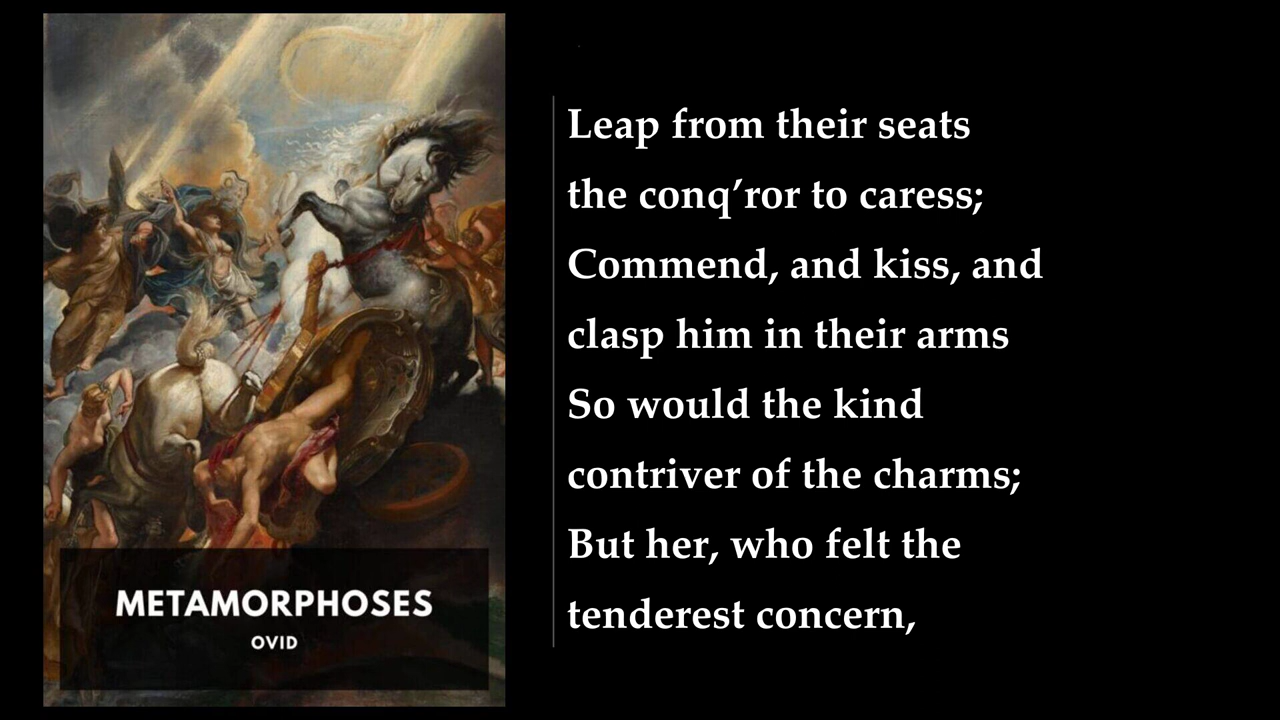 METAMORPHOSES
OVID
Leap from their seats
the conq’ror to caress;
Commend, and kiss, and
clasp him in their arms
So would the kind
contriver of the charms;
But her, who felt the
tenderest concern,